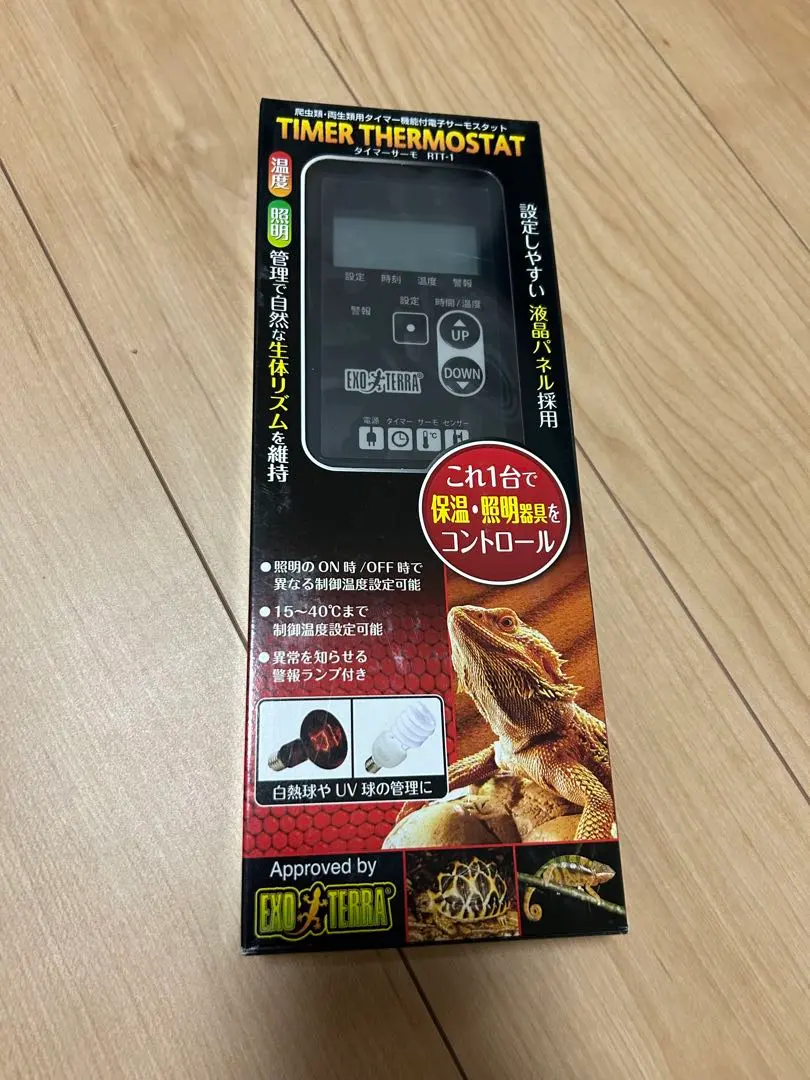 爬虫類・両生類用タイマー機能付電子サーモスタット
TIMER THERMOSTAT
タイマーサーモ RTT-1
温度
照明
管理で自然な生体リズムを維持
設定しやすい 液晶パネル採用
設定 時刻 温度 警報
設定 時間/温度
警報
UP
DOWN
EXO TERRA®
電源 タイマー サーモ センサー
℃
これ1台で
保温・照明器具を
コントロール
●照明のON時/OFF時で
異なる制御温度設定可能
●15〜40℃まで
制御温度設定可能
●異常を知らせる
警報ランプ付き
白熱球やUV球の管理に
Approved by
EXO TERRA®